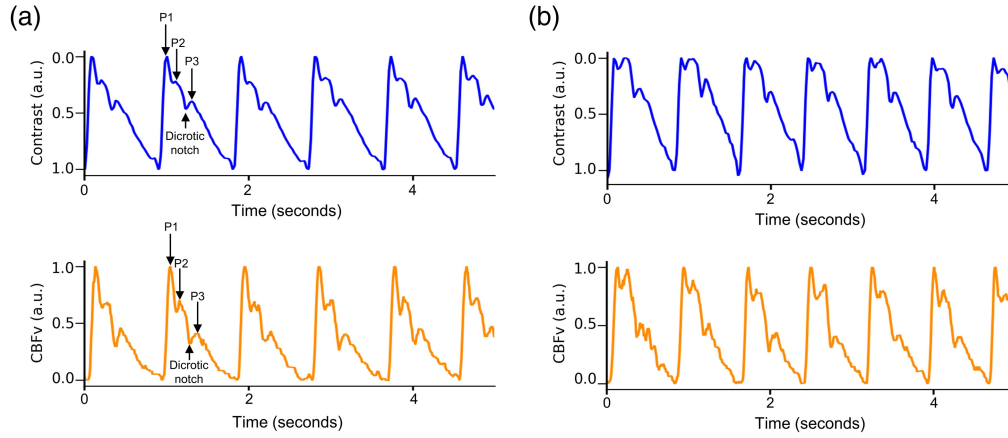 (a)
P1
P2
P3
Contrast (a.u.)
0.0
0.5
1.0
Dicrotic
notch
0
2
4
Time (seconds)
P1
P2
P3
CBFv (a.u.)
1.0
0.5
0.0
Dicrotic
notch
0
2
4
Time (seconds)
(b)
Contrast (a.u.)
0.0
0.5
1.0
0
2
4
Time (seconds)
CBFv (a.u.)
1.0
0.5
0.0
0
2
4
Time (seconds)